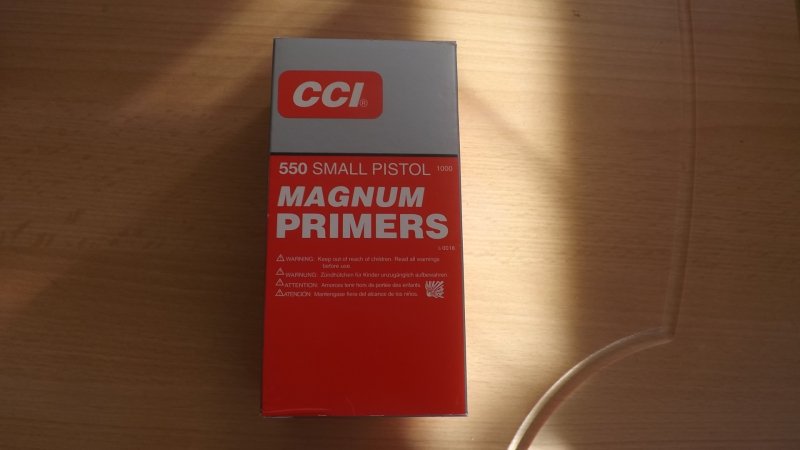 CCI®
550 SMALL PISTOL 1000
MAGNUM
PRIMERS
WARNING: Keep out of reach of children. Read all warnings
before use.
WARNUNG: Zündhütchen für Kinder unzugänglich aufbewahren.
ATTENTION: Amorces tenir hors de portée des enfants.
ATENCIÓN: Mantengase fuera del alcance de los niños.